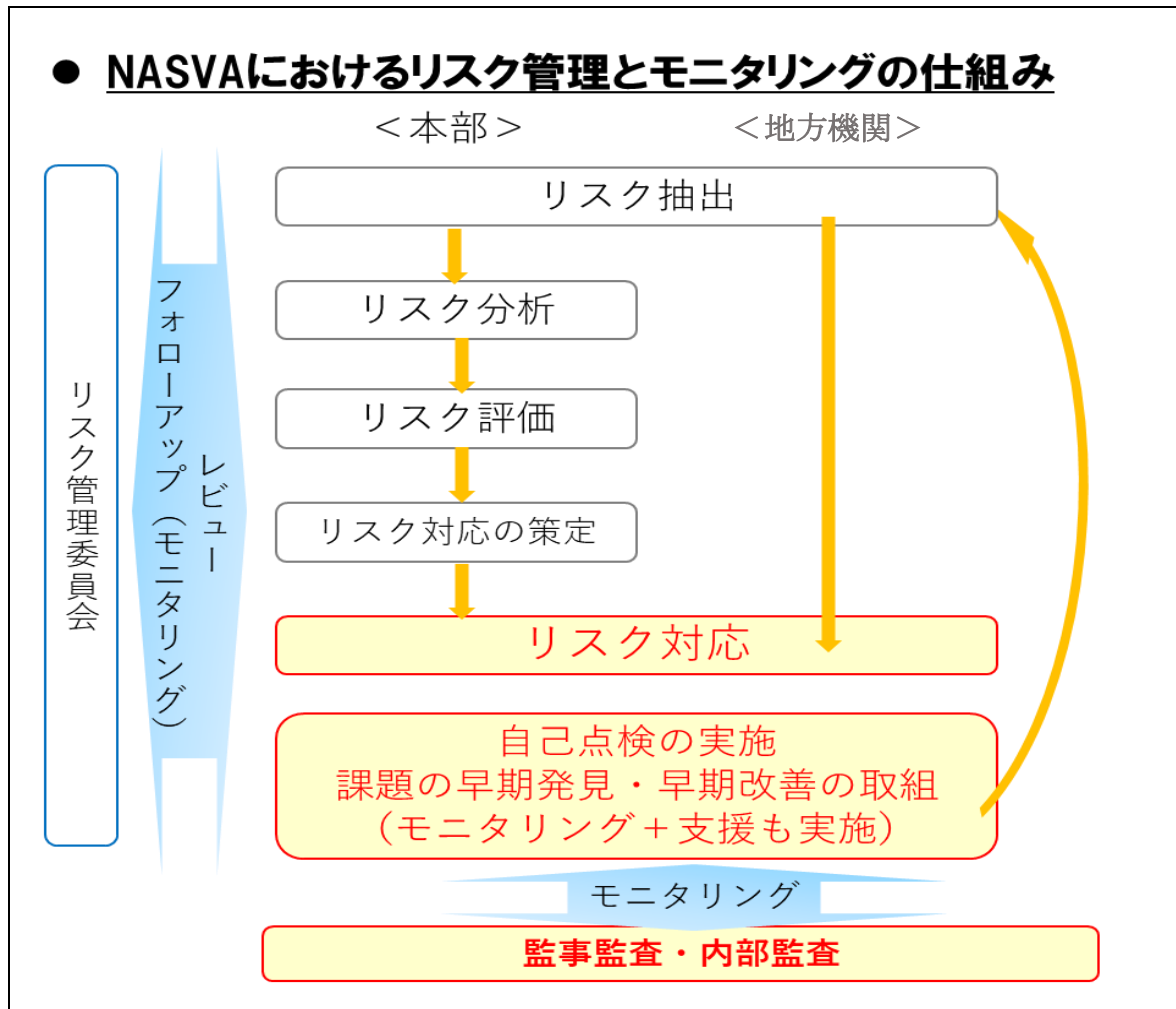 ● NASVAにおけるリスク管理とモニタリングの仕組み
＜本部＞
＜地方機関＞
リスク抽出
リスク分析
リスク評価
リスク対応の策定
リスク対応
自己点検の実施
課題の早期発見・早期改善の取組
（モニタリング＋支援も実施）
モニタリング
監事監査・内部監査
リスク管理委員会
レビュー
フォローアップ（モニタリング）